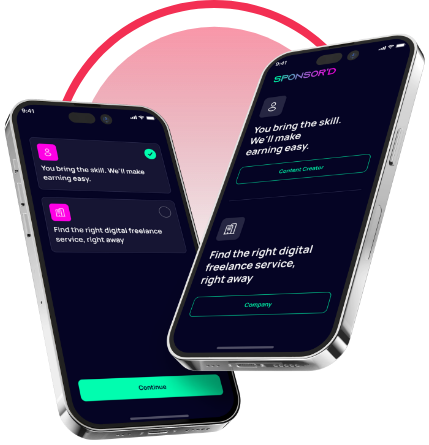 9:41
You bring the skill. We'll make
earning easy.
Find the right digital freelance
service, right away
Continue
9:41
SPONSOR'D
You bring the skill.
We'll make
earning easy.
Content Creator
Find the right digital
freelance service,
right away
Company